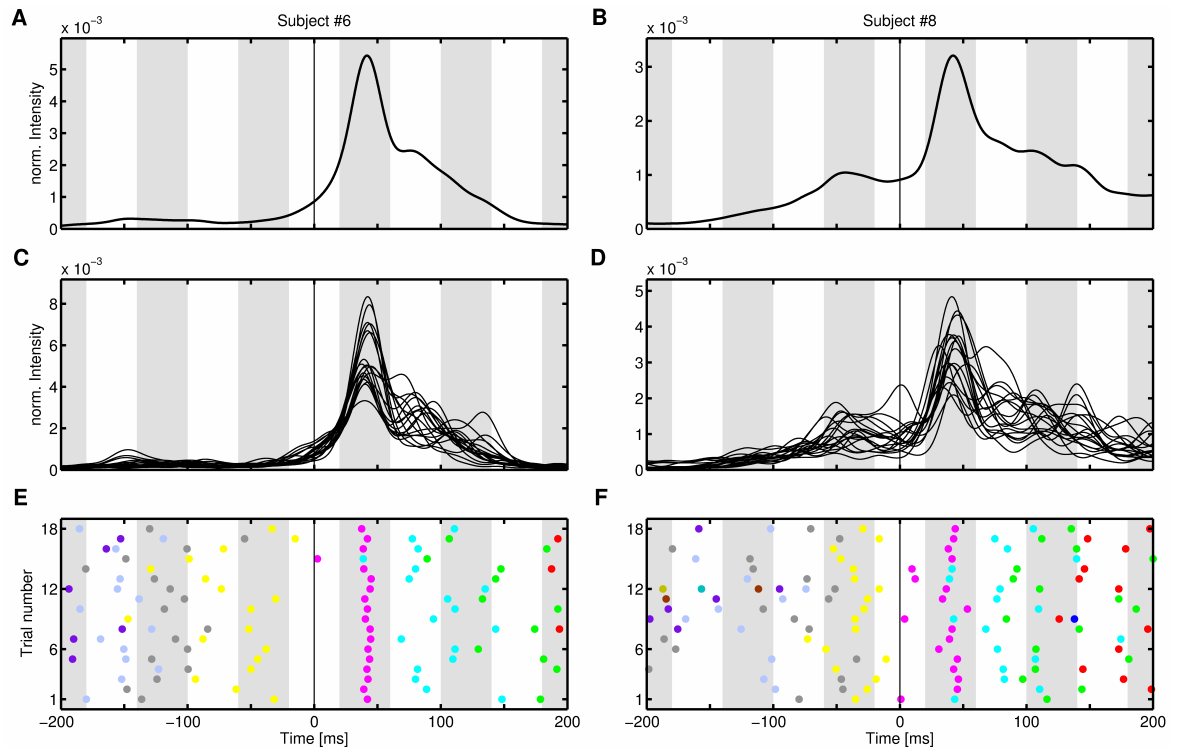 A Subject #6 B Subject #8
x 10⁻³ x 10⁻³
5
4
3
2
1
0
norm. Intensity
3
2
1
0
C D
x 10⁻³ x 10⁻³
8
6
4
2
0
norm. Intensity
5
4
3
2
1
0
E F
18
12
6
1
Trial number
18
12
6
1
−200 −100 0 100 200 −200 −100 0 100 200
Time [ms] Time [ms]